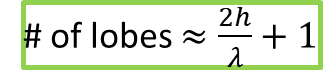 # of lobes ≈ 2h/λ + 1